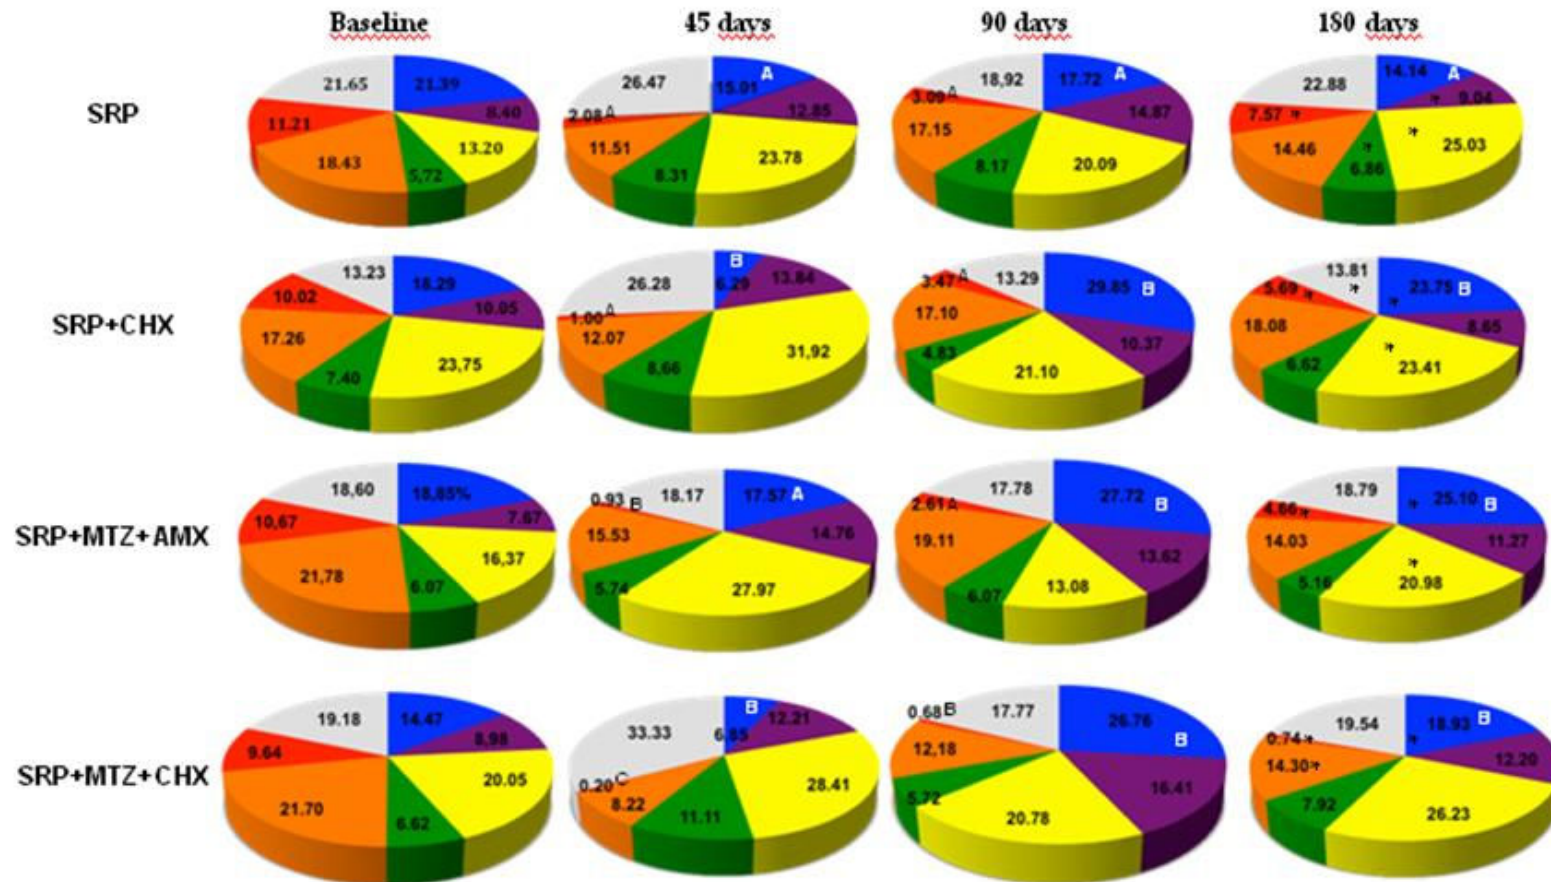 Baseline 45 days 90 days 180 days
SRP
21.65 21.39 8.40 13.20 5,72 18.43 11.21
26.47 15.01 A 12.85 23.78 8.31 11.51 2.08 A
18,92 17.72 A 14.87 20.09 8.17 17.15 3.09 A
22.88 14.14 A * 9.04 * 25.03 * 6.86 14.46 7.57 *
SRP+CHX
13.23 18.29 10.05 23,75 7.40 17.26 10.02
26.28 B 6.29 13.84 31,92 8,66 12.07 1.00 A
13.29 29.85 B 10.37 21.10 4.83 17.10 3.47 A
13.81 * 23.75 B * 8.65 * 23.41 6.62 18.08 5.69 *
SRP+MTZ+AMX
18,60 18,85% 7.67 16,37 6.07 21,78 10,67
18.17 17.57 A 14.76 27.97 5.74 15.53 0.93 B
17.78 27.72 B 13.62 13.08 6.07 19.11 2.61 A
18.79 * 25.10 B 11.27 * 20.98 5.16 14.03 4.66 *
SRP+MTZ+CHX
19.18 14.47 8,98 20.05 6.62 21.70 9.64
33.33 B 6.85 12.21 28.41 11.11 8.22 0.20 C
17.77 26.76 B 16.41 20.78 5.72 12,18 0.68 B
19.54 * 18.93 B 12.20 26.23 7.92 14.30 * 0.74 *